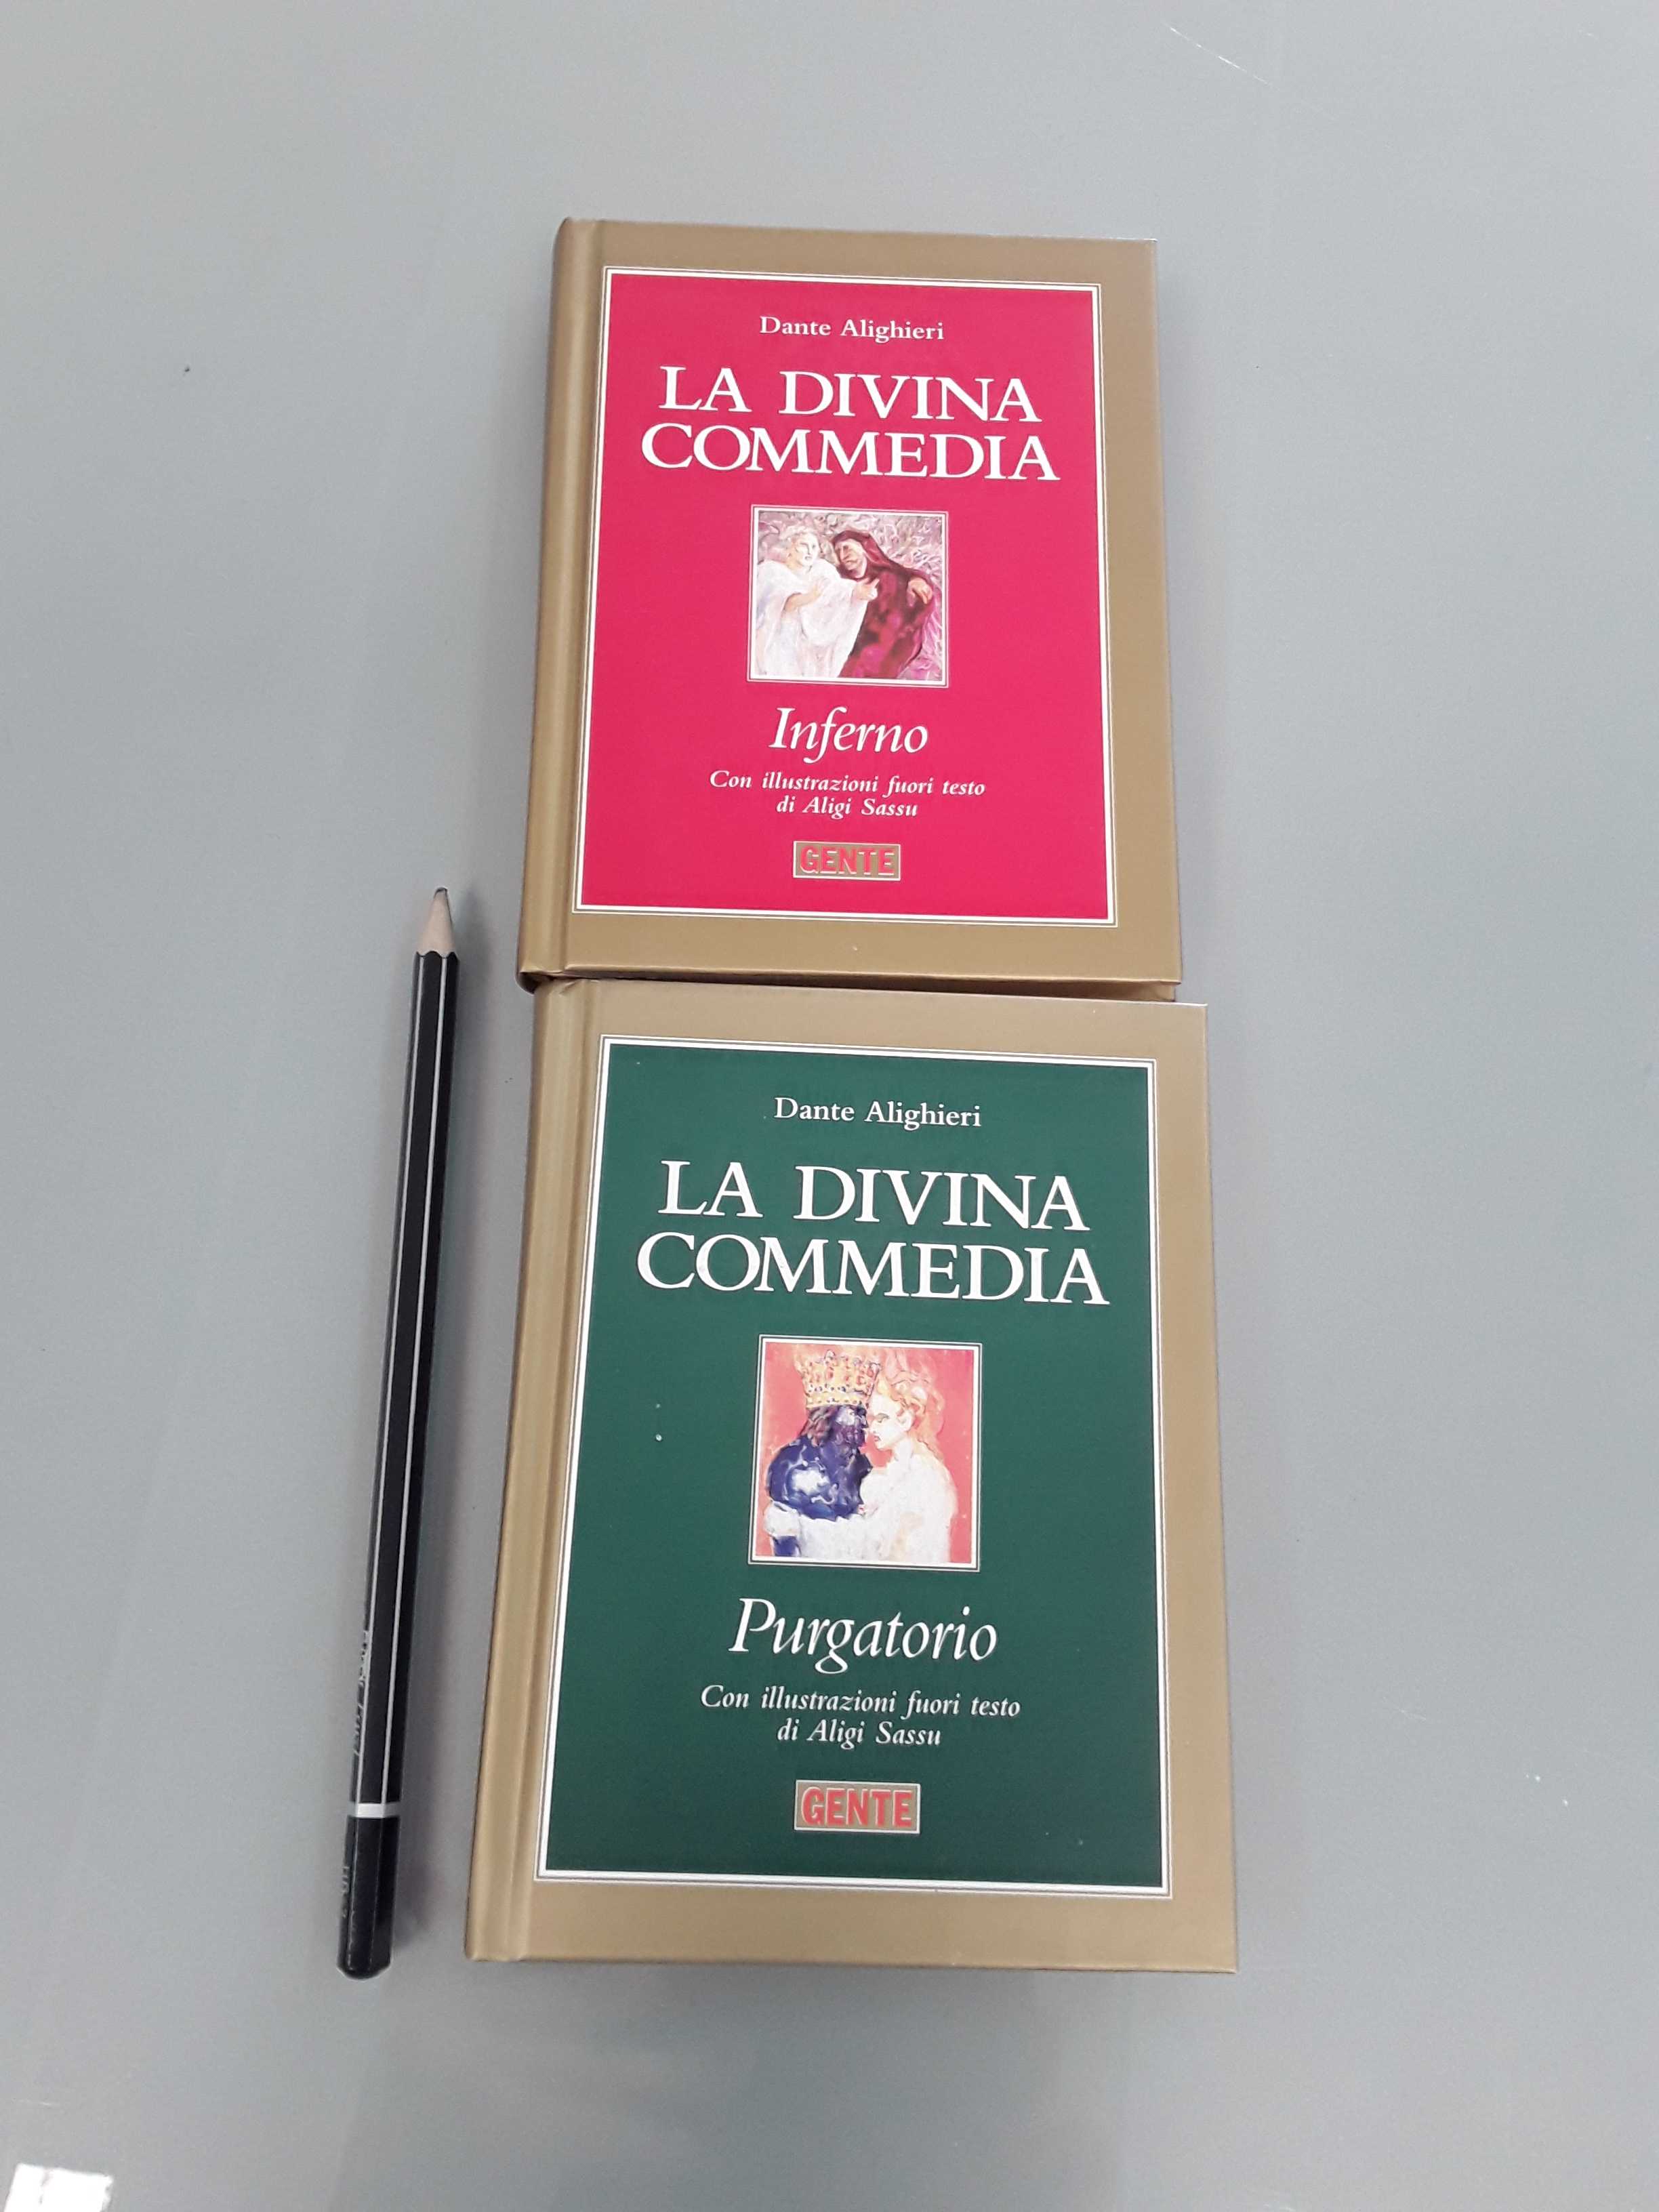 Dante Alighieri
LA DIVINA
COMMEDIA
Inferno
Con illustrazioni fuori testo
di Aligi Sassu
GENTE
Dante Alighieri
LA DIVINA
COMMEDIA
Purgatorio
Con illustrazioni fuori testo
di Aligi Sassu
GENTE